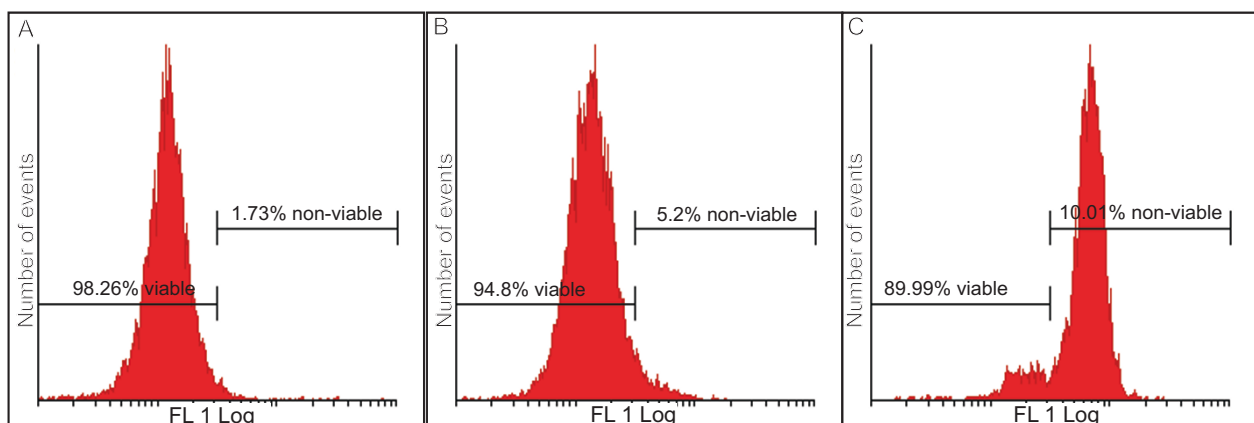 A
Number of events
1.73% non-viable
98.26% viable
FL 1 Log
B
Number of events
5.2% non-viable
94.8% viable
FL 1 Log
C
Number of events
10.01% non-viable
89.99% viable
FL 1 Log